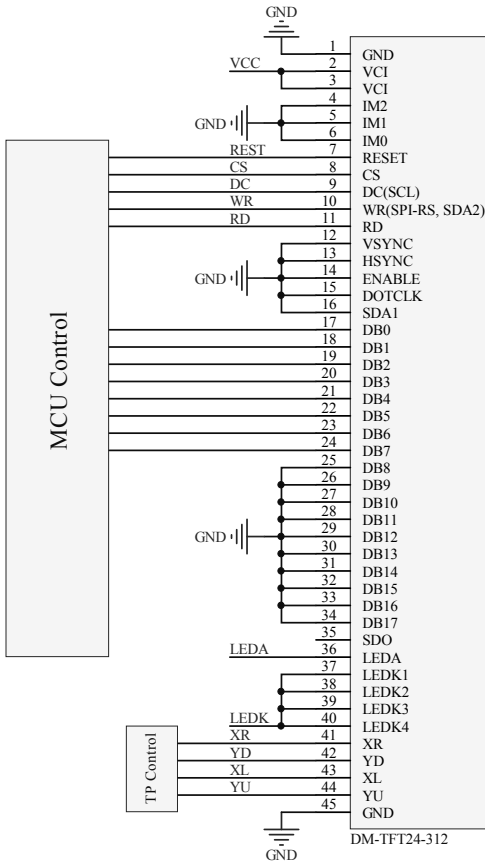 GND
1 GND
VCC 2 VCI
3 VCI
4 IM2
GND 5 IM1
6 IM0
REST 7 RESET
CS 8 CS
DC 9 DC(SCL)
WR 10 WR(SPI-RS, SDA2)
RD 11 RD
12 VSYNC
13 HSYNC
GND 14 ENABLE
15 DOTCLK
16 SDA1
17 DB0
18 DB1
19 DB2
20 DB3
MCU Control
21 DB4
22 DB5
23 DB6
24 DB7
25 DB8
26 DB9
27 DB10
28 DB11
GND 29 DB12
30 DB13
31 DB14
32 DB15
33 DB16
34 DB17
35 SDO
LEDA 36 LEDA
37 LEDK1
38 LEDK2
39 LEDK3
LEDK 40 LEDK4
XR 41 XR
YD 42 YD
TP Control
XL 43 XL
YU 44 YU
45 GND
DM-TFT24-312
GND